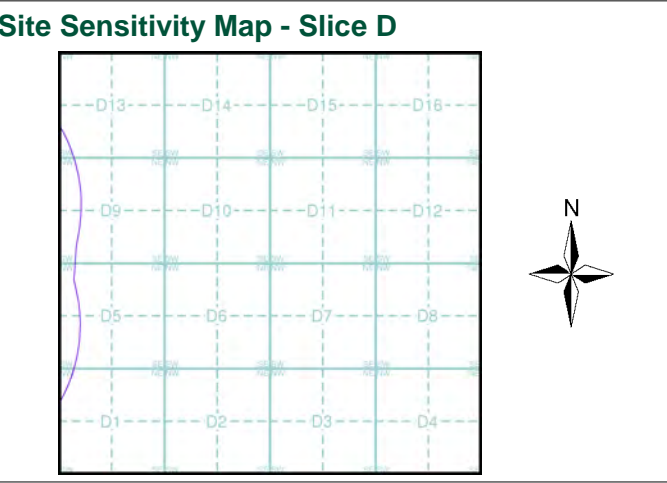 Site Sensitivity Map - Slice D
D13 D14 D15 D16
N
D9 D10 D11 D12
D5 D6 D7 D8
D1 D2 D3 D4